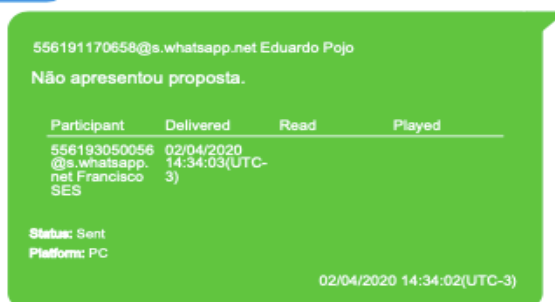 556191170658@s.whatsapp.net Eduardo Pojo
Não apresentou proposta.
Participant Delivered Read Played
556193050056 02/04/2020
@s.whatsapp. 14:34:03(UTC-
net Francisco 3)
SES
Status: Sent
Platform: PC
02/04/2020 14:34:02(UTC-3)